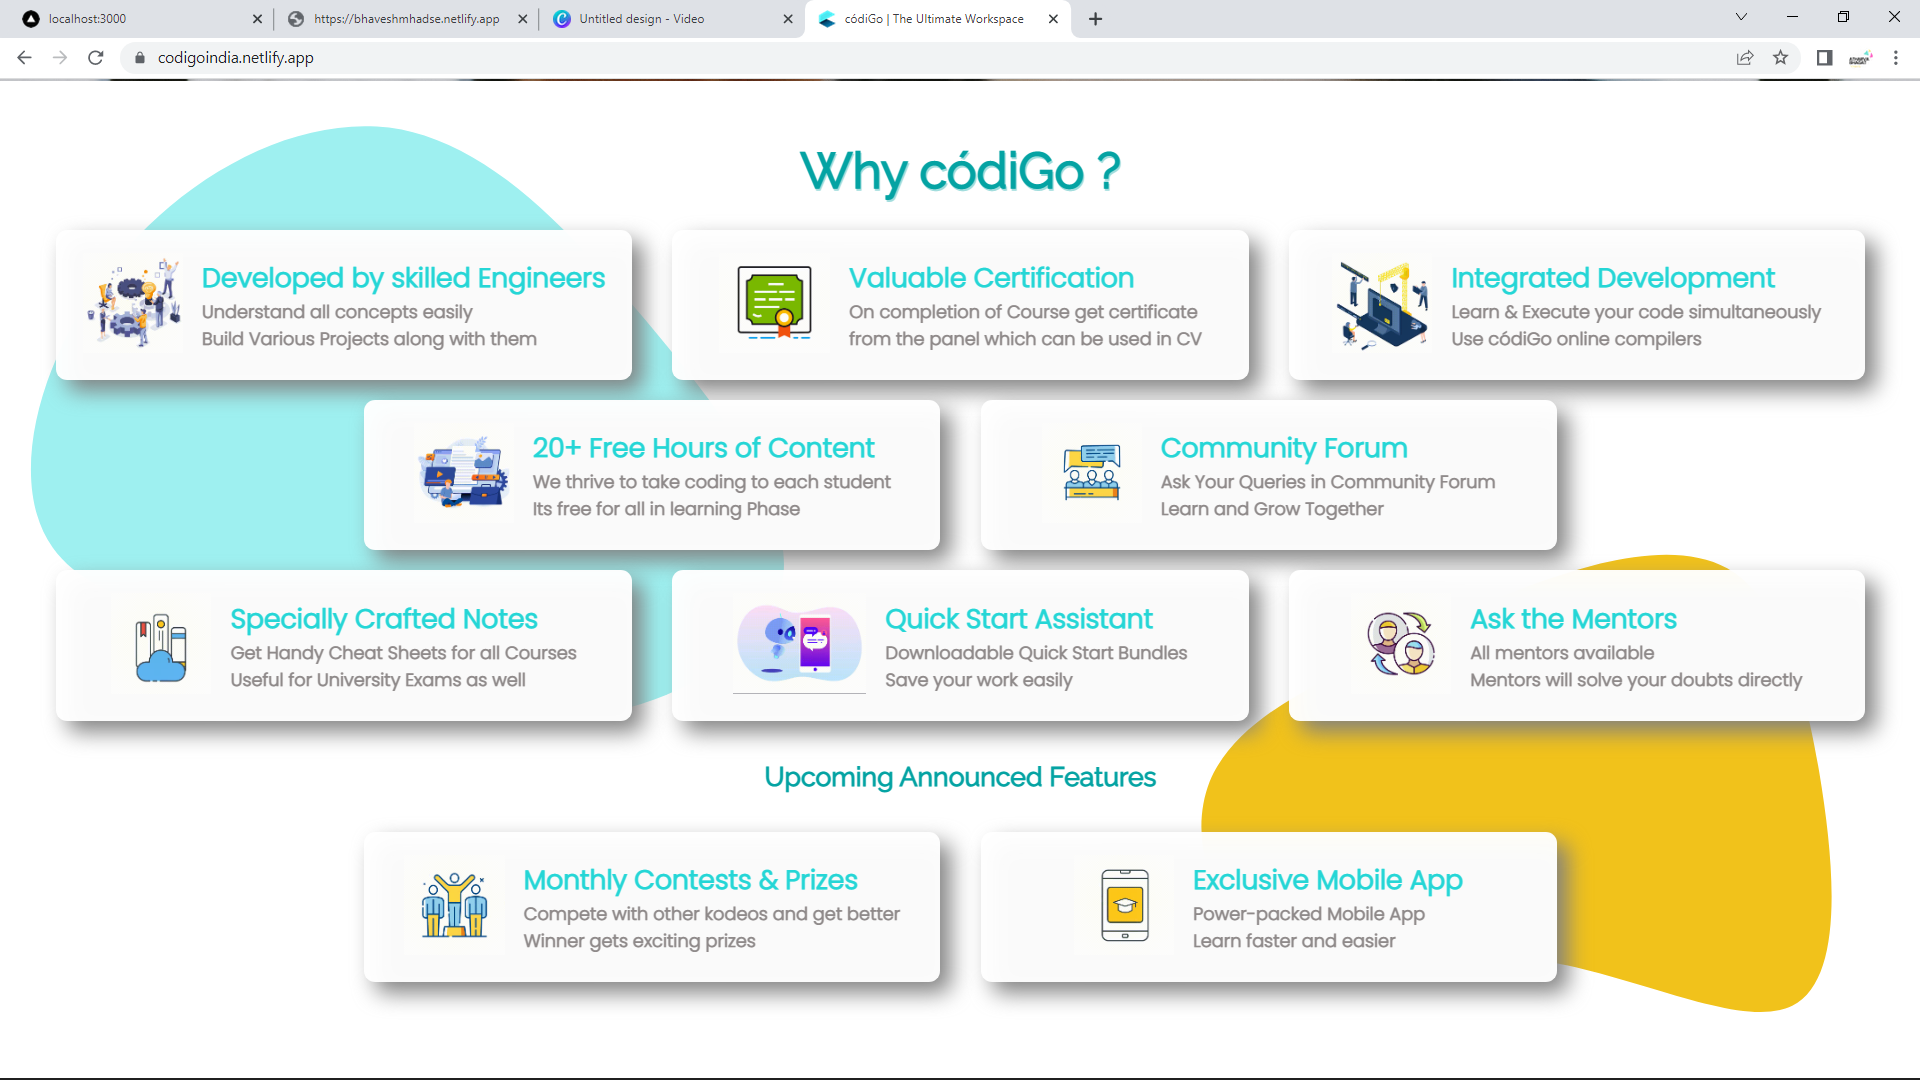 localhost:3000
https://bhaveshmhadse.netlify.app
Untitled design - Video
códiGo | The Ultimate Workspace
codigoindia.netlify.app
Why códiGo ?
Developed by skilled Engineers
Understand all concepts easily
Build Various Projects along with them
Valuable Certification
On completion of Course get certificate
from the panel which can be used in CV
Integrated Development
Learn & Execute your code simultaneously
Use códiGo online compilers
20+ Free Hours of Content
We thrive to take coding to each student
Its free for all in learning Phase
Community Forum
Ask Your Queries in Community Forum
Learn and Grow Together
Specially Crafted Notes
Get Handy Cheat Sheets for all Courses
Useful for University Exams as well
Quick Start Assistant
Downloadable Quick Start Bundles
Save your work easily
Ask the Mentors
All mentors available
Mentors will solve your doubts directly
Upcoming Announced Features
Monthly Contests & Prizes
Compete with other kodeos and get better
Winner gets exciting prizes
Exclusive Mobile App
Power-packed Mobile App
Learn faster and easier